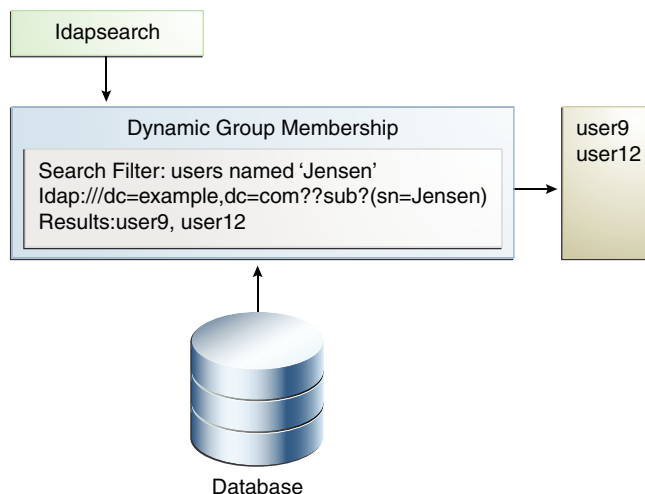 ldapsearch
Dynamic Group Membership
Search Filter: users named ‘Jensen’
ldap:///dc=example,dc=com??sub?(sn=Jensen)
Results:user9, user12
user9
user12
Database